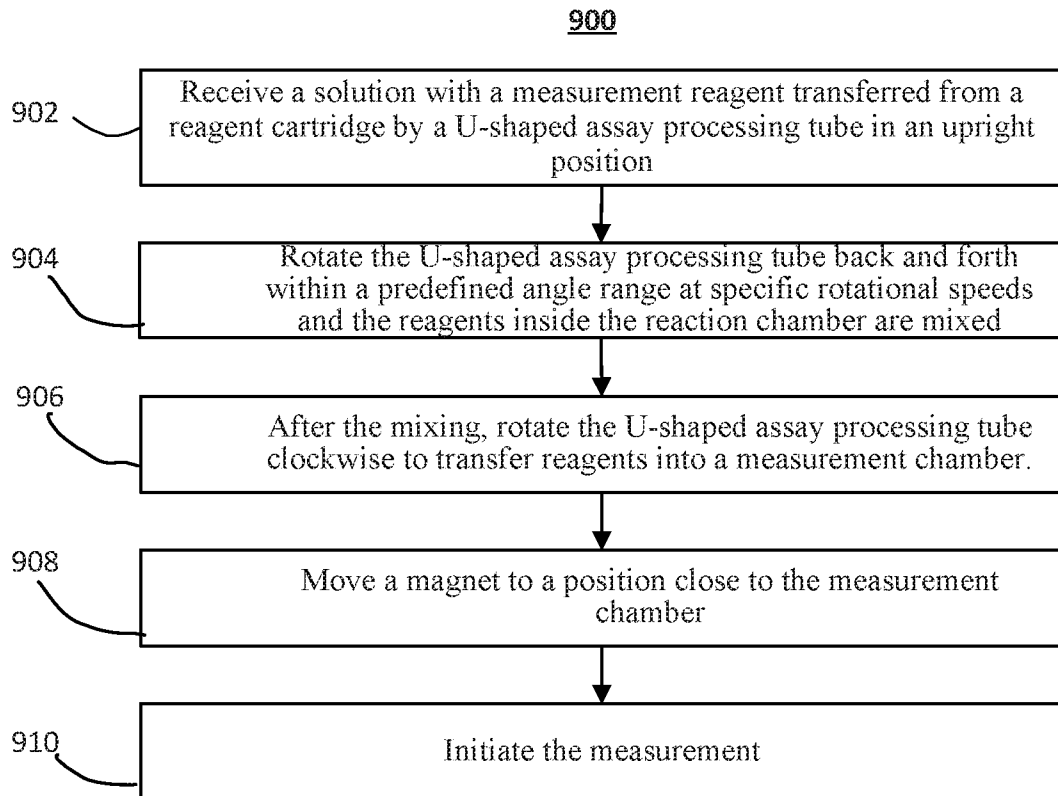 900
902
Receive a solution with a measurement reagent transferred from a
reagent cartridge by a U-shaped assay processing tube in an upright
position
904
Rotate the U-shaped assay processing tube back and forth
within a predefined angle range at specific rotational speeds
and the reagents inside the reaction chamber are mixed
906
After the mixing, rotate the U-shaped assay processing tube
clockwise to transfer reagents into a measurement chamber.
908
Move a magnet to a position close to the measurement
chamber
910
Initiate the measurement